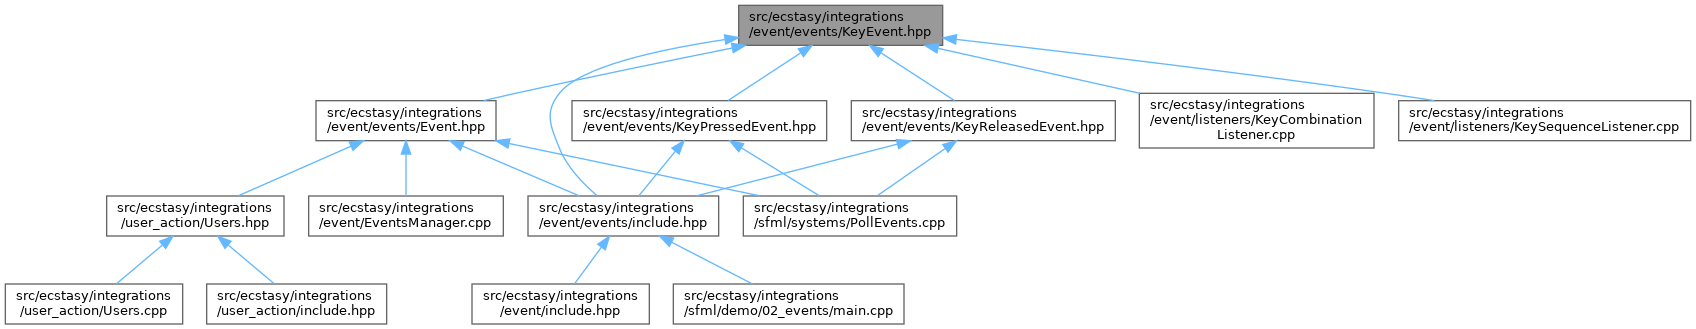 src/ecstasy/integrations
/event/events/KeyEvent.hpp
src/ecstasy/integrations
/event/events/Event.hpp
src/ecstasy/integrations
/event/events/KeyPressedEvent.hpp
src/ecstasy/integrations
/event/events/KeyReleasedEvent.hpp
src/ecstasy/integrations
/event/listeners/KeyCombination
Listener.cpp
src/ecstasy/integrations
/event/listeners/KeySequenceListener.cpp
src/ecstasy/integrations
/user_action/Users.hpp
src/ecstasy/integrations
/event/EventsManager.cpp
src/ecstasy/integrations
/event/events/include.hpp
src/ecstasy/integrations
/sfml/systems/PollEvents.cpp
src/ecstasy/integrations
/user_action/Users.cpp
src/ecstasy/integrations
/user_action/include.hpp
src/ecstasy/integrations
/event/include.hpp
src/ecstasy/integrations
/sfml/demo/02_events/main.cpp